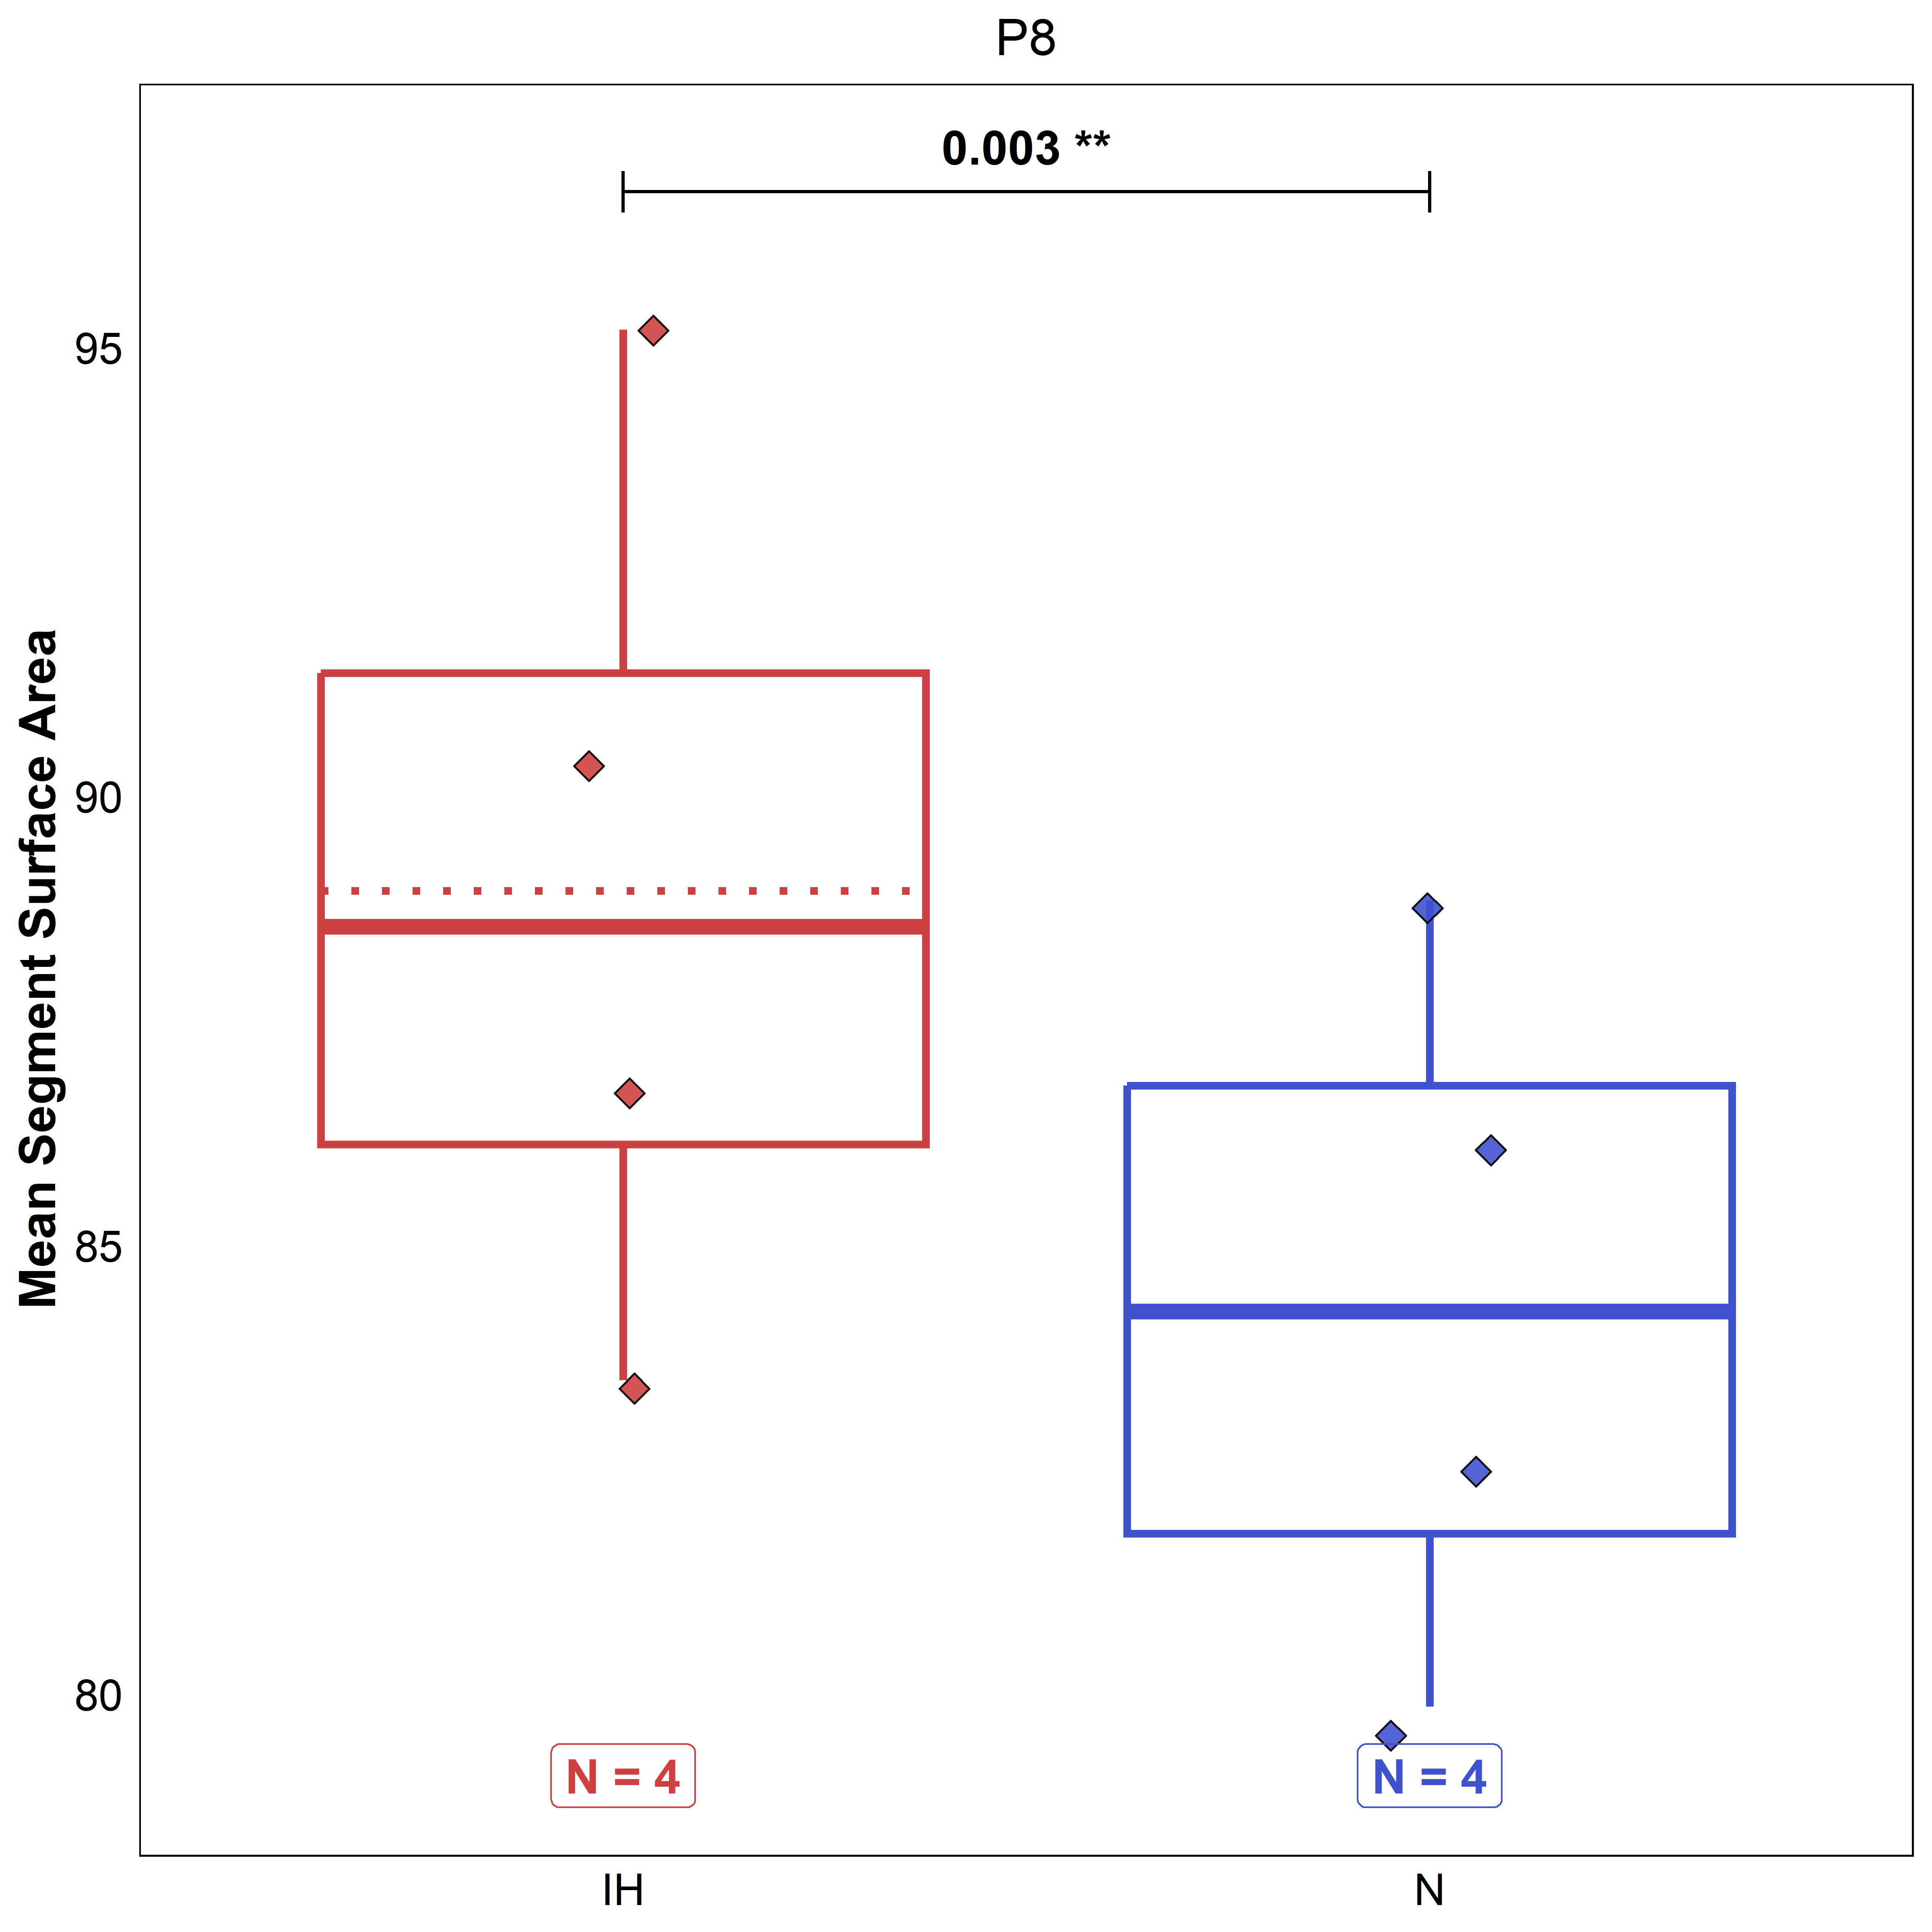 P8
0.003 **
Mean Segment Surface Area
95
90
85
80
N = 4
N = 4
IH
N